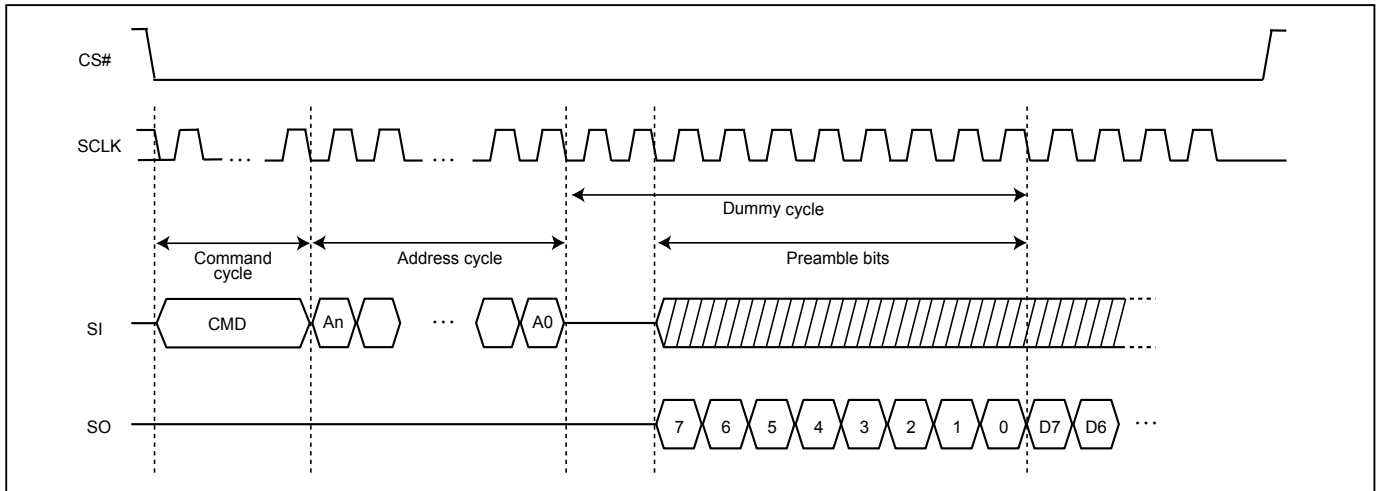 CS#
SCLK
...
...
Dummy cycle
Command
cycle
Address cycle
Preamble bits
SI
CMD
An
...
A0
SO
7
6
5
4
3
2
1
0
D7
D6
...